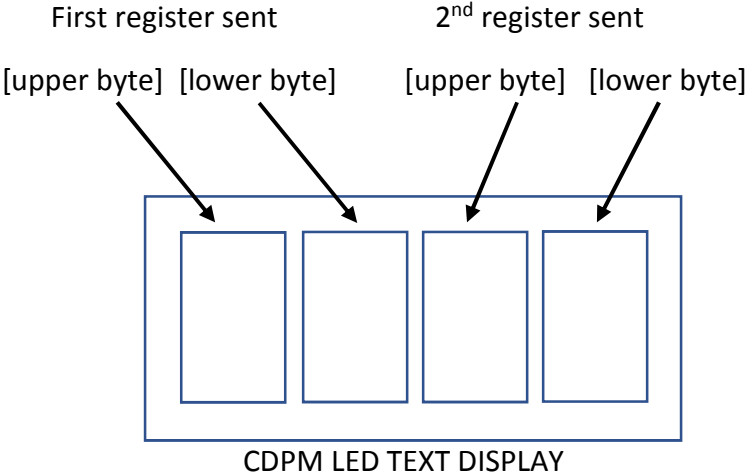 First register sent 2nd register sent
[upper byte] [lower byte] [upper byte] [lower byte]
CDPM LED TEXT DISPLAY